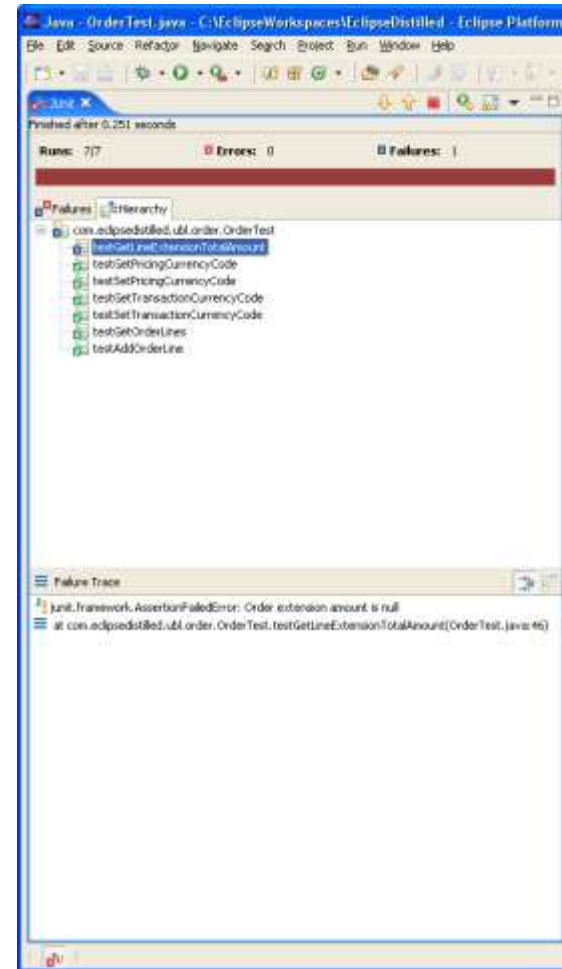 Java - OrderTest.java - C:\EclipseWorkspaces\EclipseDistilled - Eclipse Platform
File Edit Source Refactor Navigate Search Project Run Window Help
JUnit
Finished after 0.251 seconds
Runs: 7/7 Errors: 0 Failures: 1
Failures Hierarchy
com.eclipsedistilled.ubl.order.OrderTest
testGetLineExtensionTotalAmount
testGetPricingCurrencyCode
testSetPricingCurrencyCode
testGetTransactionCurrencyCode
testSetTransactionCurrencyCode
testGetOrderLines
testAddOrderLine
Failure Trace
junit.framework.AssertionFailedError: Order extension amount is null
at com.eclipsedistilled.ubl.order.OrderTest.testGetLineExtensionTotalAmount(OrderTest.java:46)